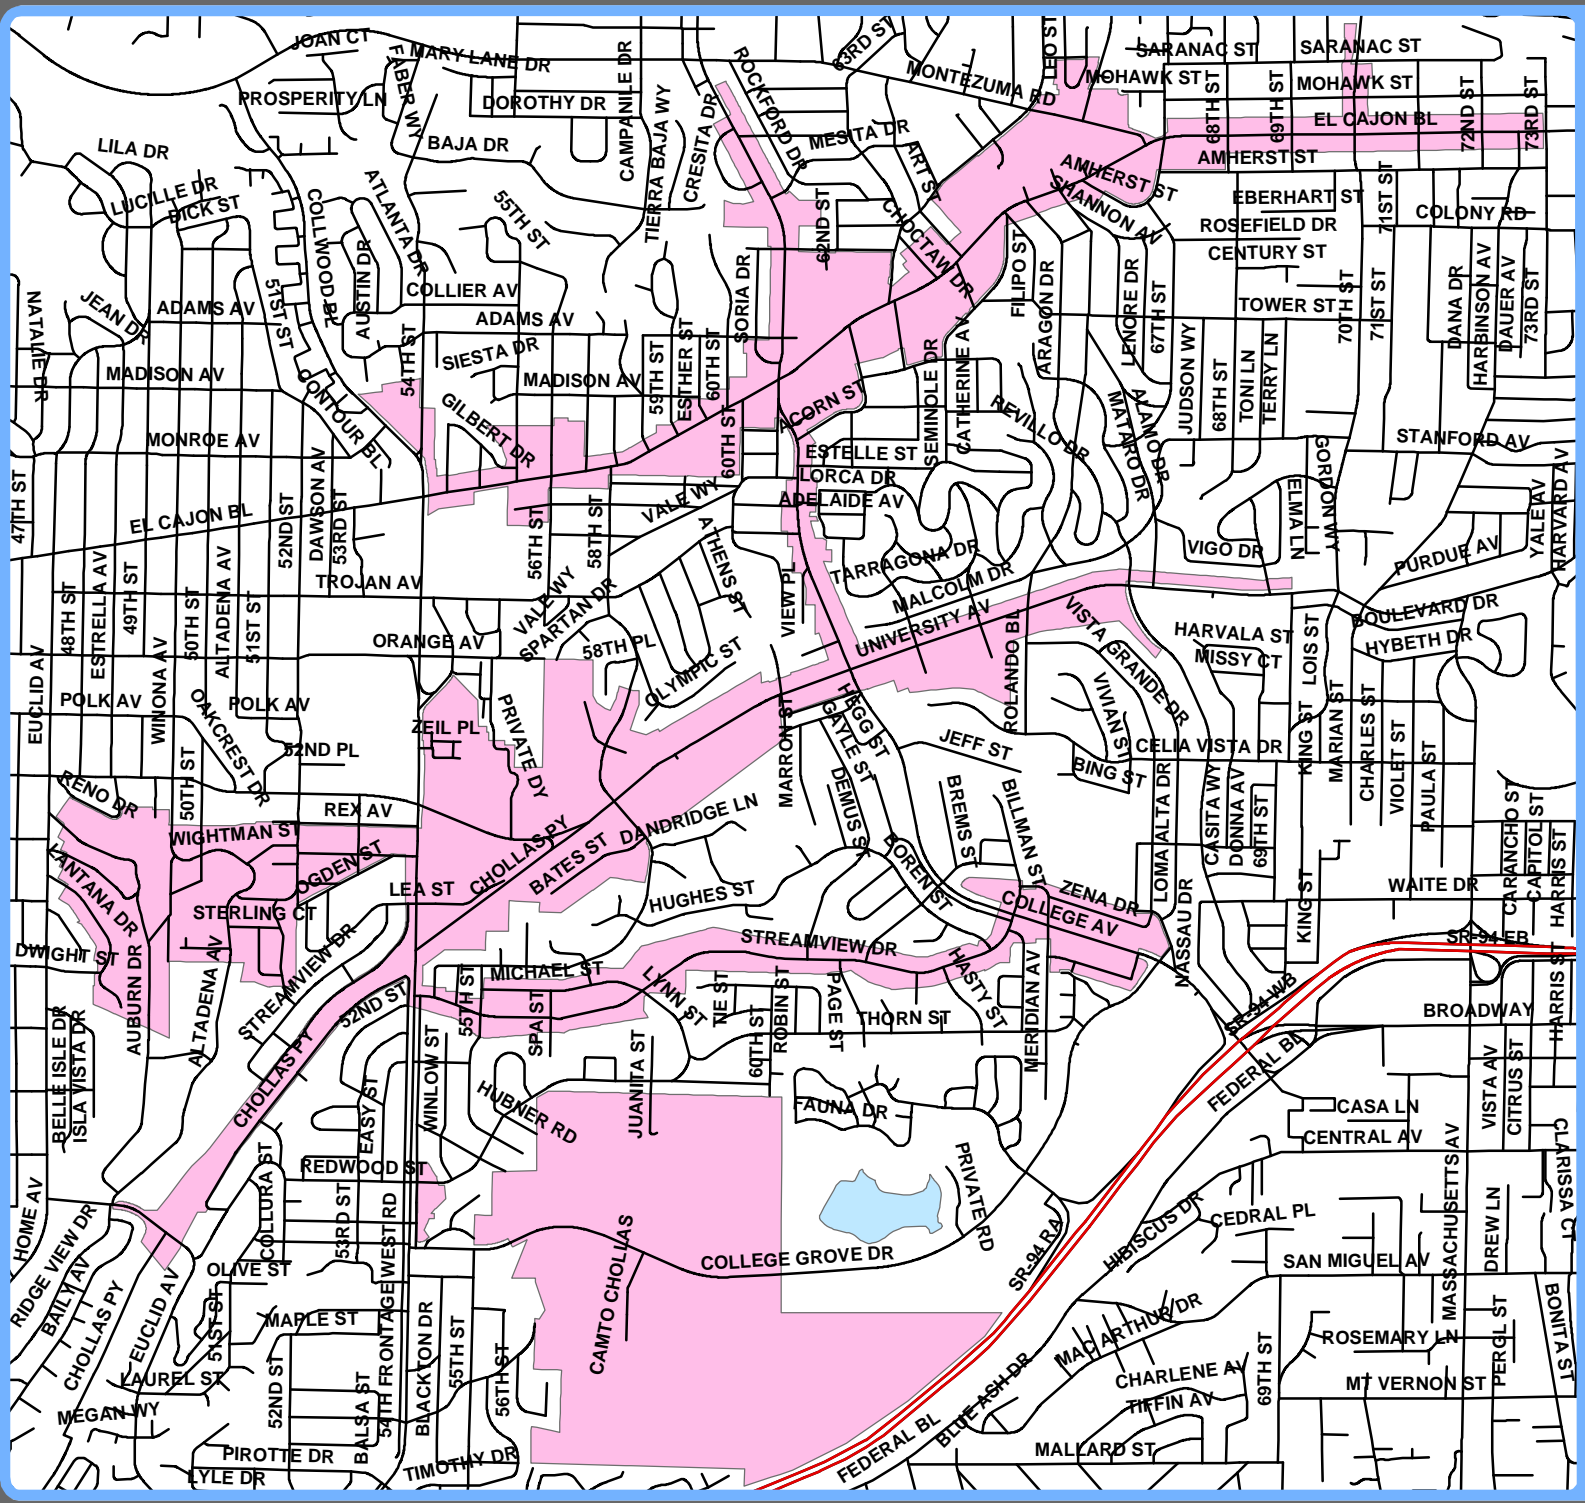 JOAN CT
FABER WY
MARY LANE DR
CAMPANILE DR
ROCKFORD DR
63RD ST
MONTEZUMA RD
LEO ST
SARANAC ST
SARANAC ST
MOHAWK ST
MOHAWK ST
PROSPERITY LN
DOROTHY DR
TIERRA BAJA WY
CRESITA DR
MESITA DR
ART ST
68TH ST
69TH ST
EL CAJON BL
72ND ST
73RD ST
LILA DR
BAJA DR
AMHERST ST
AMHERST ST
SHANNON AV
LUCILLE DR
DICK ST
COLLWOOD BL
ATLANTA DR
AUSTIN DR
55TH ST
62ND ST
CHOCTAW DR
EBERHART ST
71ST ST
COLONY RD
ROSEFIELD DR
CENTURY ST
NATALIE DR
JEAN DR
ADAMS AV
51ST ST
COLLIER AV
ADAMS AV
SORIA DR
FILIPO ST
ARAGON DR
LENORE DR
67TH ST
TOWER ST
70TH ST
71ST ST
DANA DR
HARBINSON AV
DAUER AV
73RD ST
54TH ST
SIESTA DR
MADISON AV
MADISON AV
CONTOUR BL
59TH ST
ESTHER ST
60TH ST
ACORN ST
SEMINOLE DR
CATHERINE AV
REVILLO DR
MATARO DR
ALAMO DR
JUDSON WY
68TH ST
TONI LN
TERRY LN
GILBERT DR
MONROE AV
60TH ST
ESTELLE ST
STANFORD AV
47TH ST
LORCA DR
ADELAIDE AV
ELMA LN
GORDON WY
YALE AV
HARVARD AV
EL CAJON BL
52ND ST
DAWSON AV
53RD ST
VALE WY
56TH ST
58TH ST
ATHENS ST
TARRAGONA DR
VIGO DR
PURDUE AV
TROJAN AV
48TH ST
ESTRELLA AV
49TH ST
50TH ST
ALTADENA AV
51ST ST
VALE WY
SPARTAN DR
VIEW PL
MALCOLM DR
UNIVERSITY AV
ROLANDO BL
VISTA GRANDE DR
BOULEVARD DR
ORANGE AV
58TH PL
OLYMPIC ST
HARVALA ST
MISSY CT
LOIS ST
HYBETH DR
EUCLID AV
POLK AV
WINONA AV
OAKCREST DR
POLK AV
PRIVATE DY
ZEIL PL
52ND PL
MARRON ST
HIGG ST
GAYLE ST
JEFF ST
VIVIAN ST
BING ST
CELIA VISTA DR
KING ST
MARIAN ST
CHARLES ST
VIOLET ST
PAULA ST
RENO DR
50TH ST
REX AV
WIGHTMAN ST
OGDEN ST
CHOLLAS PY
BATES ST
DANDRIDGE LN
DEMUS ST
BOREN ST
BREMS ST
BILLMAN ST
LOMA ALTA DR
CASITA WY
DONNA AV
69TH ST
CARANCHO ST
CAPITOL ST
HARRIS ST
LANTANA DR
LEA ST
HUGHES ST
ZENA DR
COLLEGE AV
WAITE DR
STERLING CT
STREAMVIEW DR
STREAMVIEW DR
KING ST
SR-94 EB
DWIGHT ST
AUBURN DR
ALTADENA AV
MICHAEL ST
LYNN ST
HASTY ST
NASSAU DR
MERIDIAN AV
SR-94 WB
BROADWAY
HARRIS S
52ND ST
55TH ST
SPA ST
NE ST
60TH ST
ROBIN ST
PAGE ST
THORN ST
BELLE ISLE DR
ISLA VISTA DR
CHOLLAS PY
WINLOW ST
EASY ST
HUBNER RD
JUANITA ST
FAUNA DR
FEDERAL BL
CASA LN
CENTRAL AV
VISTA AV
CITRUS ST
REDWOOD ST
COLLURA ST
53RD ST
PRIVATE RD
CLARISSA CT
HOME AV
RIDGE VIEW DR
BAILY AV
CHOLLAS PY
EUCLID AV
OLIVE ST
51ST ST
54TH FRONTAGE WEST RD
COLLEGE GROVE DR
CAMTO CHOLLAS
SR-94 RA
HIBISCUS DR
CEDRAL PL
SAN MIGUEL AV
MASSACHUSETTS AV
DREW LN
BONITA ST
MAPLE ST
BLACKTON DR
55TH ST
56TH ST
MAC ARTHUR DR
ROSEMARY LN
PERGL ST
LAUREL ST
52ND ST
BALSA ST
CHARLENE AV
69TH ST
MT VERNON ST
MEGAN WY
TIFFIN AV
PIROTTE DR
TIMOTHY DR
FEDERAL BL
BLUE ASH DR
MALLARD ST
LYLE DR